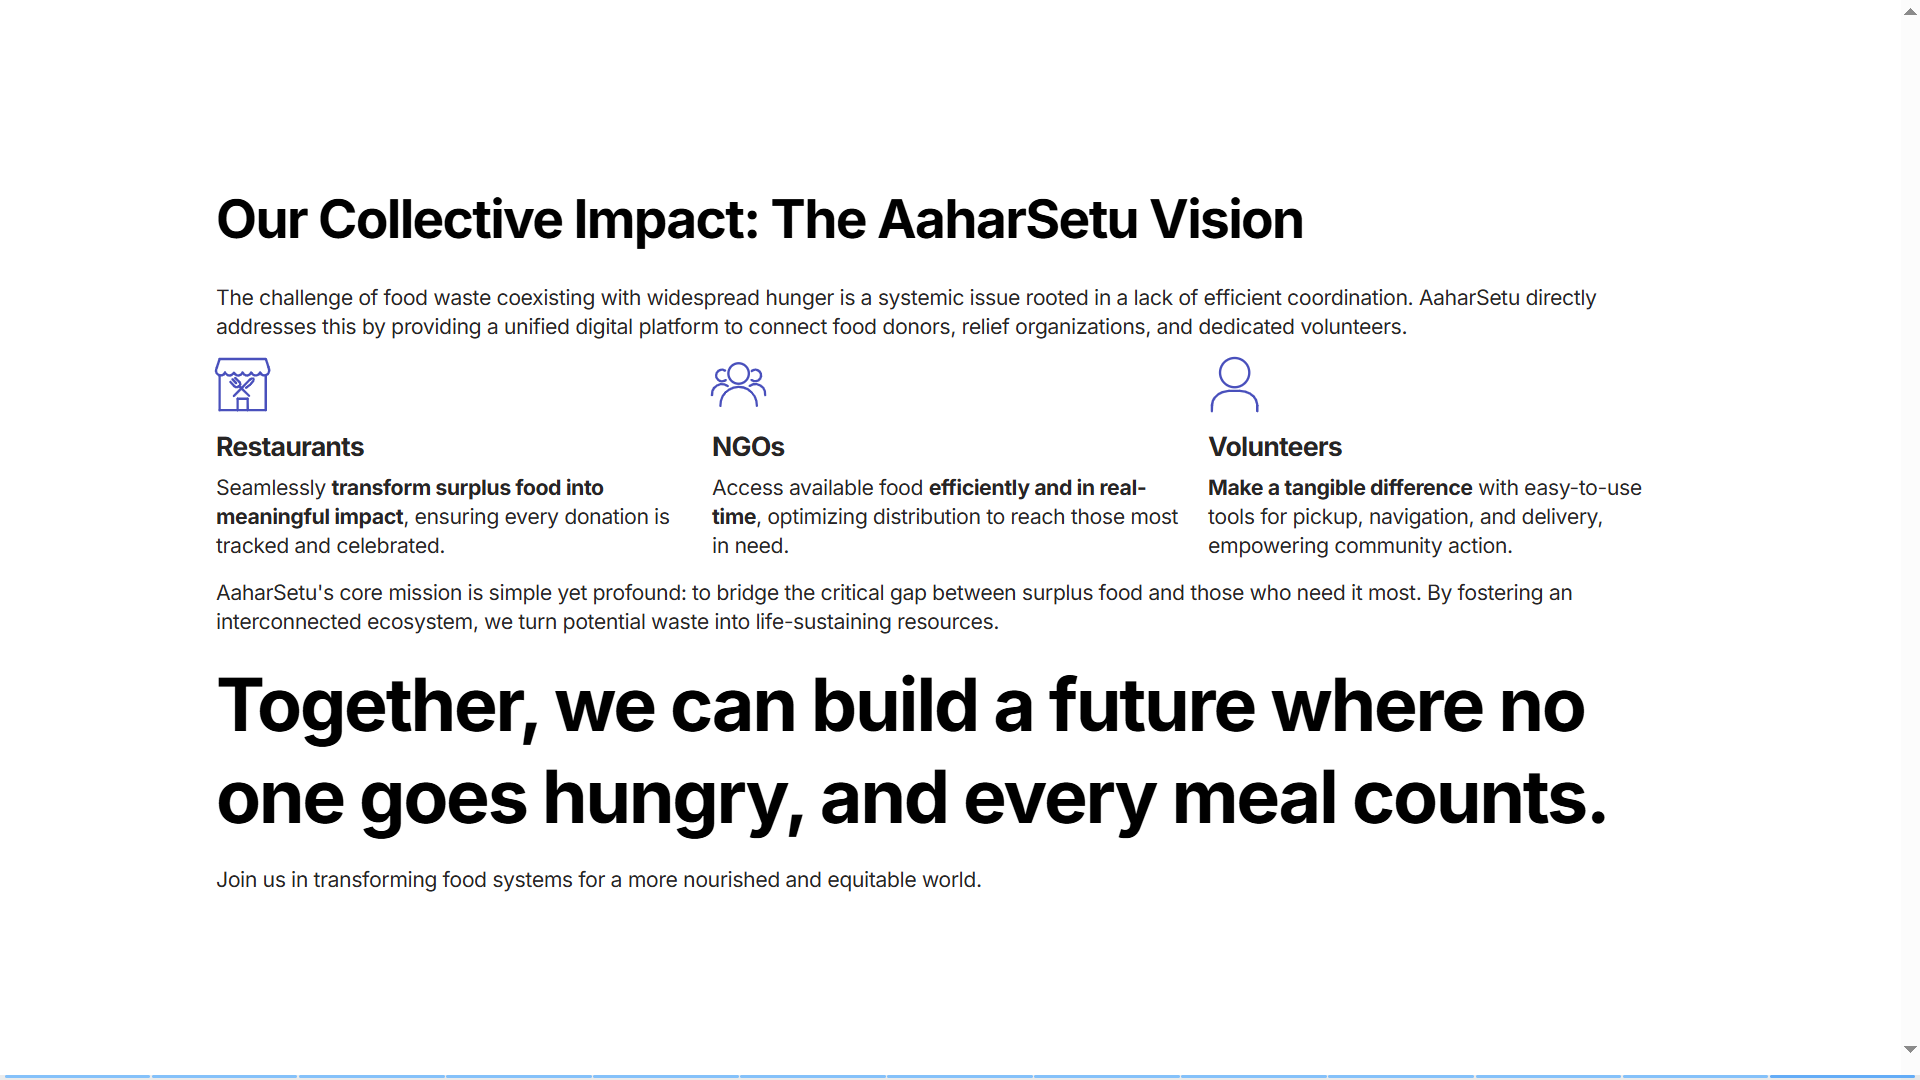 Our Collective Impact: The AaharSetu Vision
The challenge of food waste coexisting with widespread hunger is a systemic issue rooted in a lack of efficient coordination. AaharSetu directly
addresses this by providing a unified digital platform to connect food donors, relief organizations, and dedicated volunteers.
Restaurants
Seamlessly transform surplus food into
meaningful impact, ensuring every donation is
tracked and celebrated.
NGOs
Access available food efficiently and in real-
time, optimizing distribution to reach those most
in need.
Volunteers
Make a tangible difference with easy-to-use
tools for pickup, navigation, and delivery,
empowering community action.
AaharSetu's core mission is simple yet profound: to bridge the critical gap between surplus food and those who need it most. By fostering an
interconnected ecosystem, we turn potential waste into life-sustaining resources.
Together, we can build a future where no
one goes hungry, and every meal counts.
Join us in transforming food systems for a more nourished and equitable world.